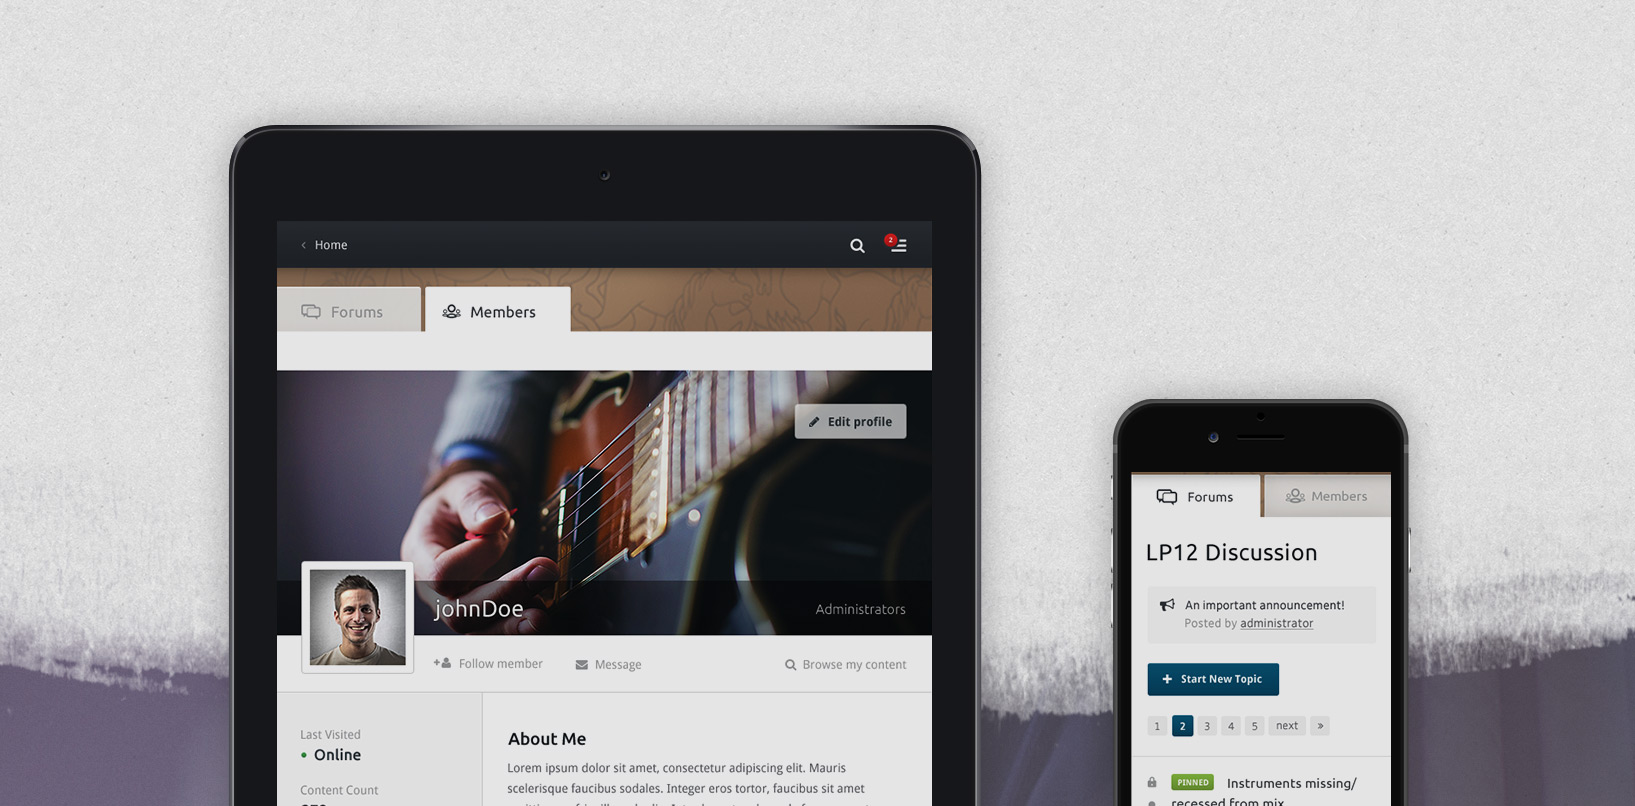 Home
2
Forums
Members
Edit profile
johnDoe
Administrators
Follow member
Message
Browse my content
Last Visited
Online
Content Count
About Me
Lorem ipsum dolor sit amet, consectetur adipiscing elit. Mauris
scelerisque faucibus sodales. Integer eros tortor, faucibus sit amet
Forums
Members
LP12 Discussion
An important announcement!
Posted by administrator
+ Start New Topic
1 2 3 4 5 next »
PINNED Instruments missing/
recessed from mix